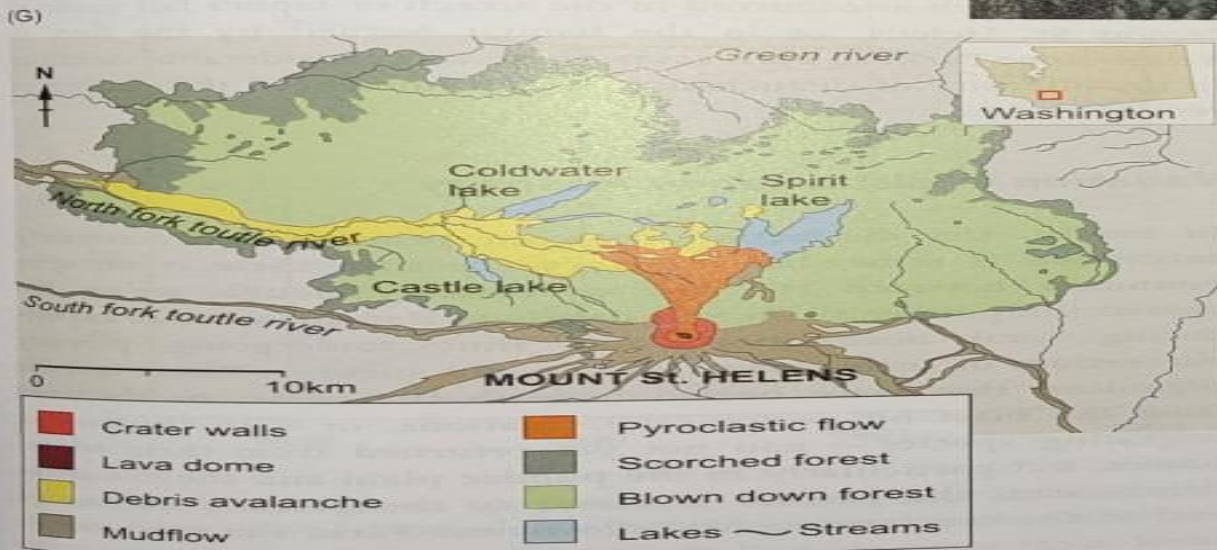 (G)
Green river
N
Washington
Coldwater
lake
Spirit
lake
North fork toutle river
Castle lake
South fork toutle river
0
10km
MOUNT St. HELENS
Crater walls
Pyroclastic flow
Lava dome
Scorched forest
Debris avalanche
Blown down forest
Mudflow
Lakes
Streams